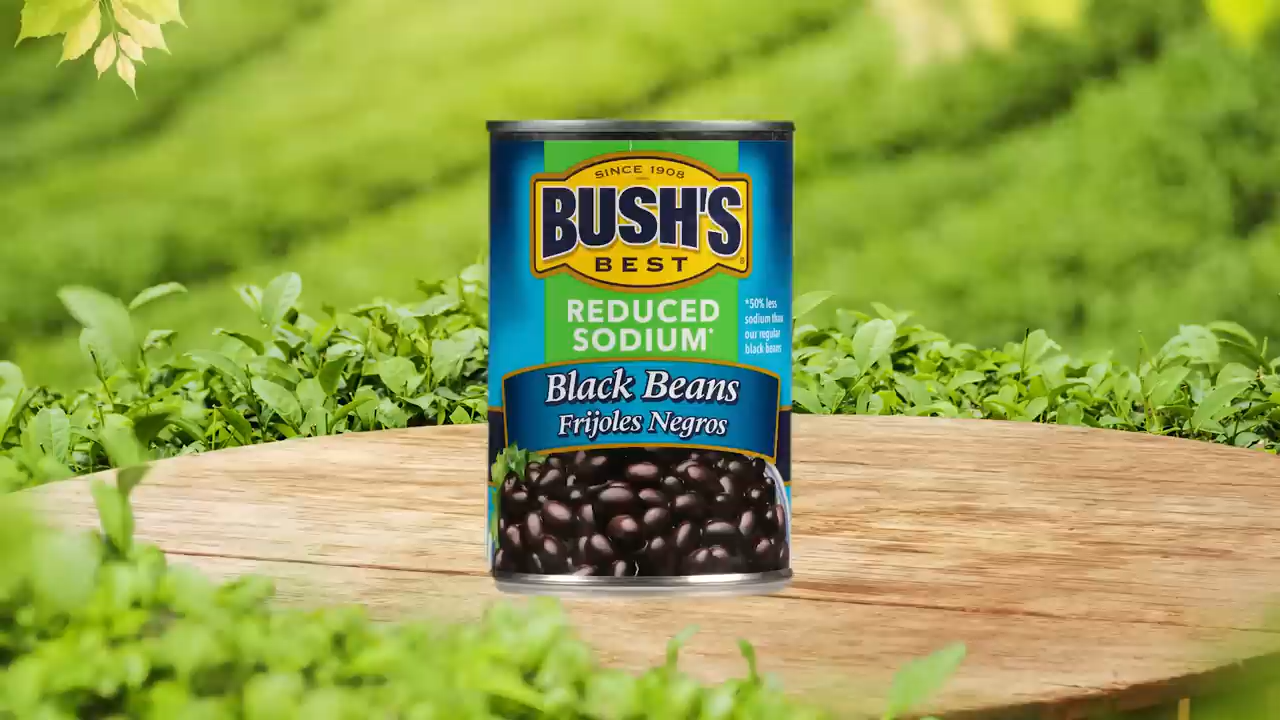 SINCE 1908
BUSH'S®
BEST
REDUCED
SODIUM*
*50% less
sodium than
our regular
black beans
Black Beans
Frijoles Negros